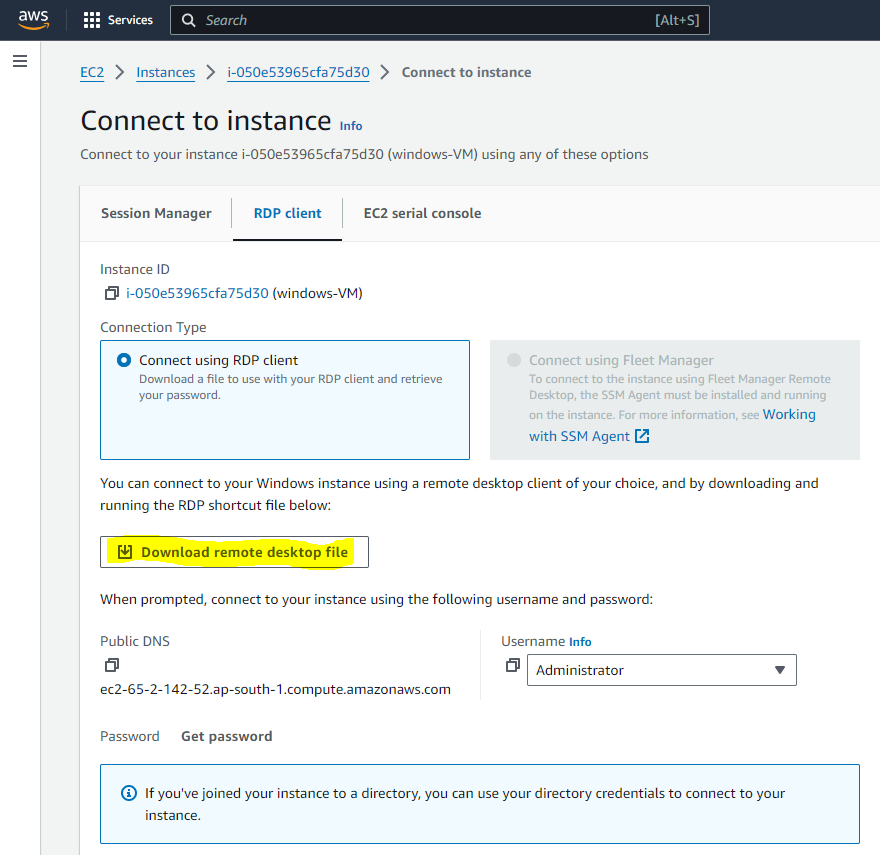 aws Services Search [Alt+S]
EC2 Instances i-050e53965cfa75d30 Connect to instance
Connect to instance Info
Connect to your instance i-050e53965cfa75d30 (windows-VM) using any of these options
Session Manager RDP client EC2 serial console
Instance ID
i-050e53965cfa75d30 (windows-VM)
Connection Type
Connect using RDP client
Download a file to use with your RDP client and retrieve
your password.
Connect using Fleet Manager
To connect to the instance using Fleet Manager Remote
Desktop, the SSM Agent must be installed and running
on the instance. For more information, see Working
with SSM Agent
You can connect to your Windows instance using a remote desktop client of your choice, and by downloading and
running the RDP shortcut file below:
Download remote desktop file
When prompted, connect to your instance using the following username and password:
Public DNS
ec2-65-2-142-52.ap-south-1.compute.amazonaws.com
Username Info
Administrator
Password Get password
If you've joined your instance to a directory, you can use your directory credentials to connect to your
instance.